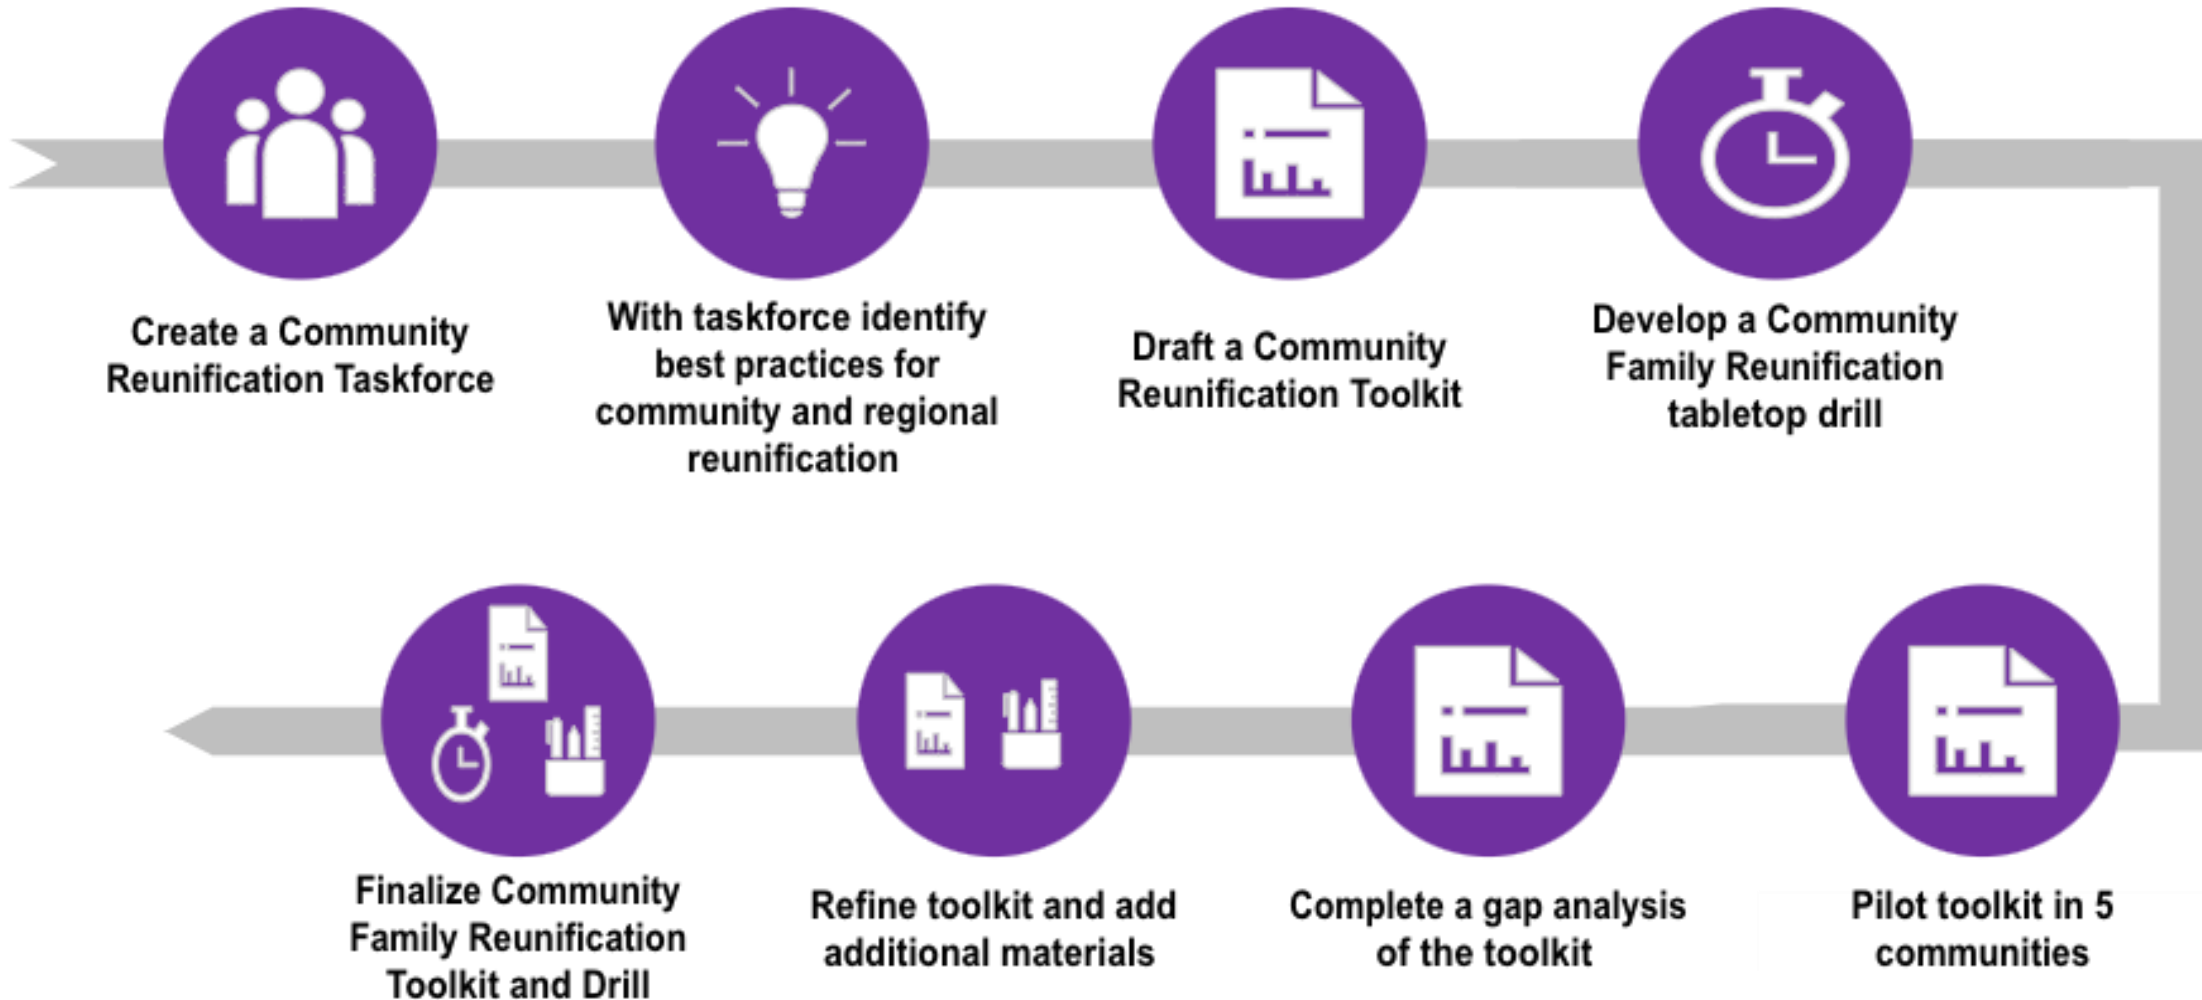 Create a Community
Reunification Taskforce
With taskforce identify
best practices for
community and regional
reunification
Draft a Community
Reunification Toolkit
Develop a Community
Family Reunification
tabletop drill
Pilot toolkit in 5
communities
Complete a gap analysis
of the toolkit
Refine toolkit and add
additional materials
Finalize Community
Family Reunification
Toolkit and Drill